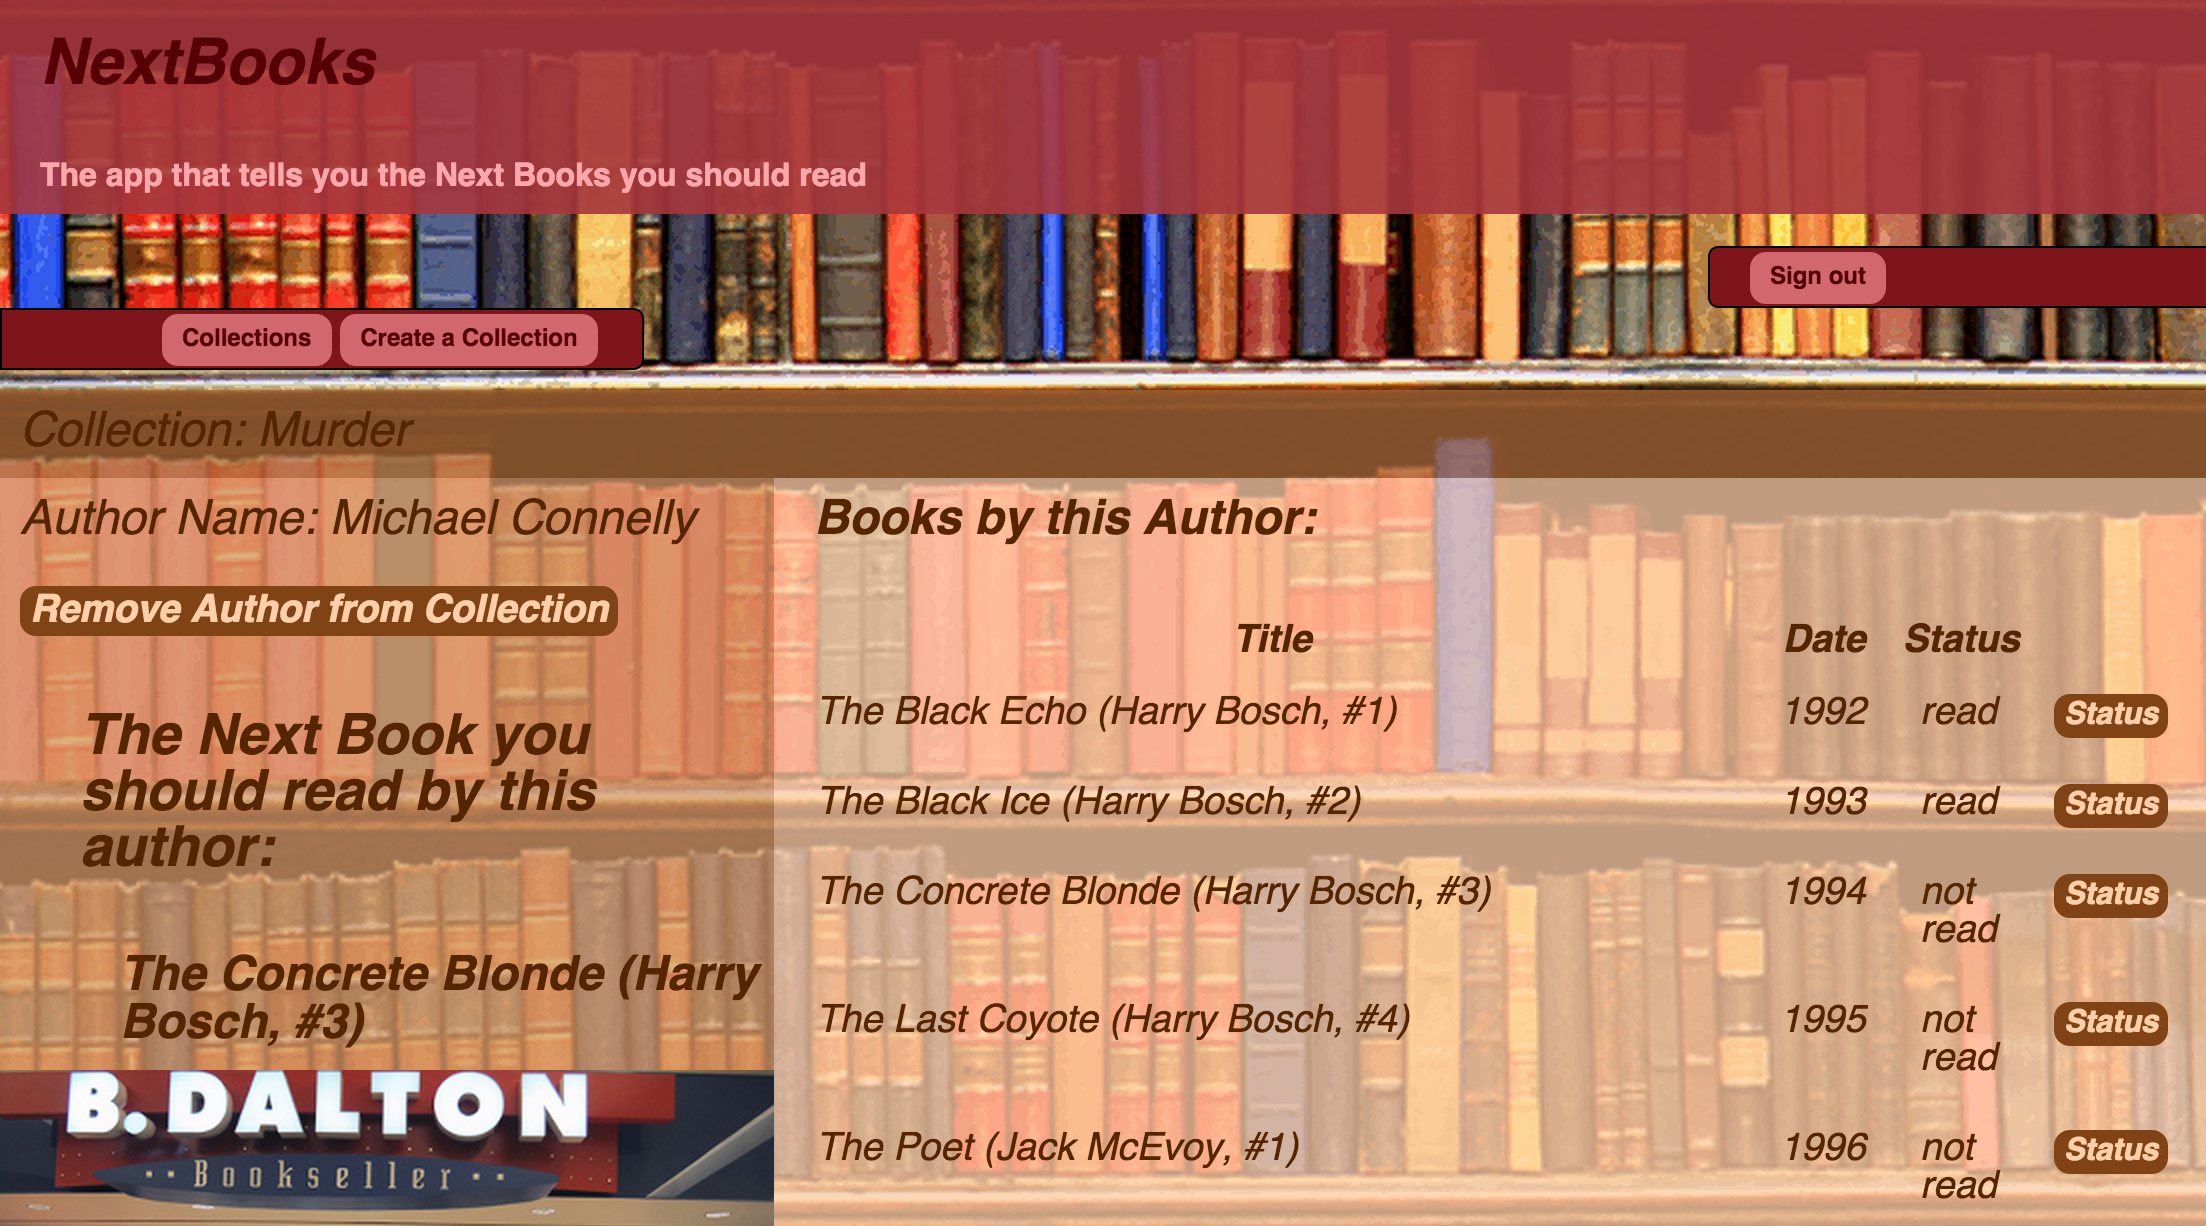 NextBooks
The app that tells you the Next Books you should read
Sign out
Collections
Create a Collection
Collection: Murder
Author Name: Michael Connelly
Remove Author from Collection
The Next Book you
should read by this
author:
The Concrete Blonde (Harry
Bosch, #3)
B. DALTON
Bookseller
Books by this Author:
Title Date Status
The Black Echo (Harry Bosch, #1) 1992 read Status
The Black Ice (Harry Bosch, #2) 1993 read Status
The Concrete Blonde (Harry Bosch, #3) 1994 not Status
read
The Last Coyote (Harry Bosch, #4) 1995 not Status
read
The Poet (Jack McEvoy, #1) 1996 not Status
read